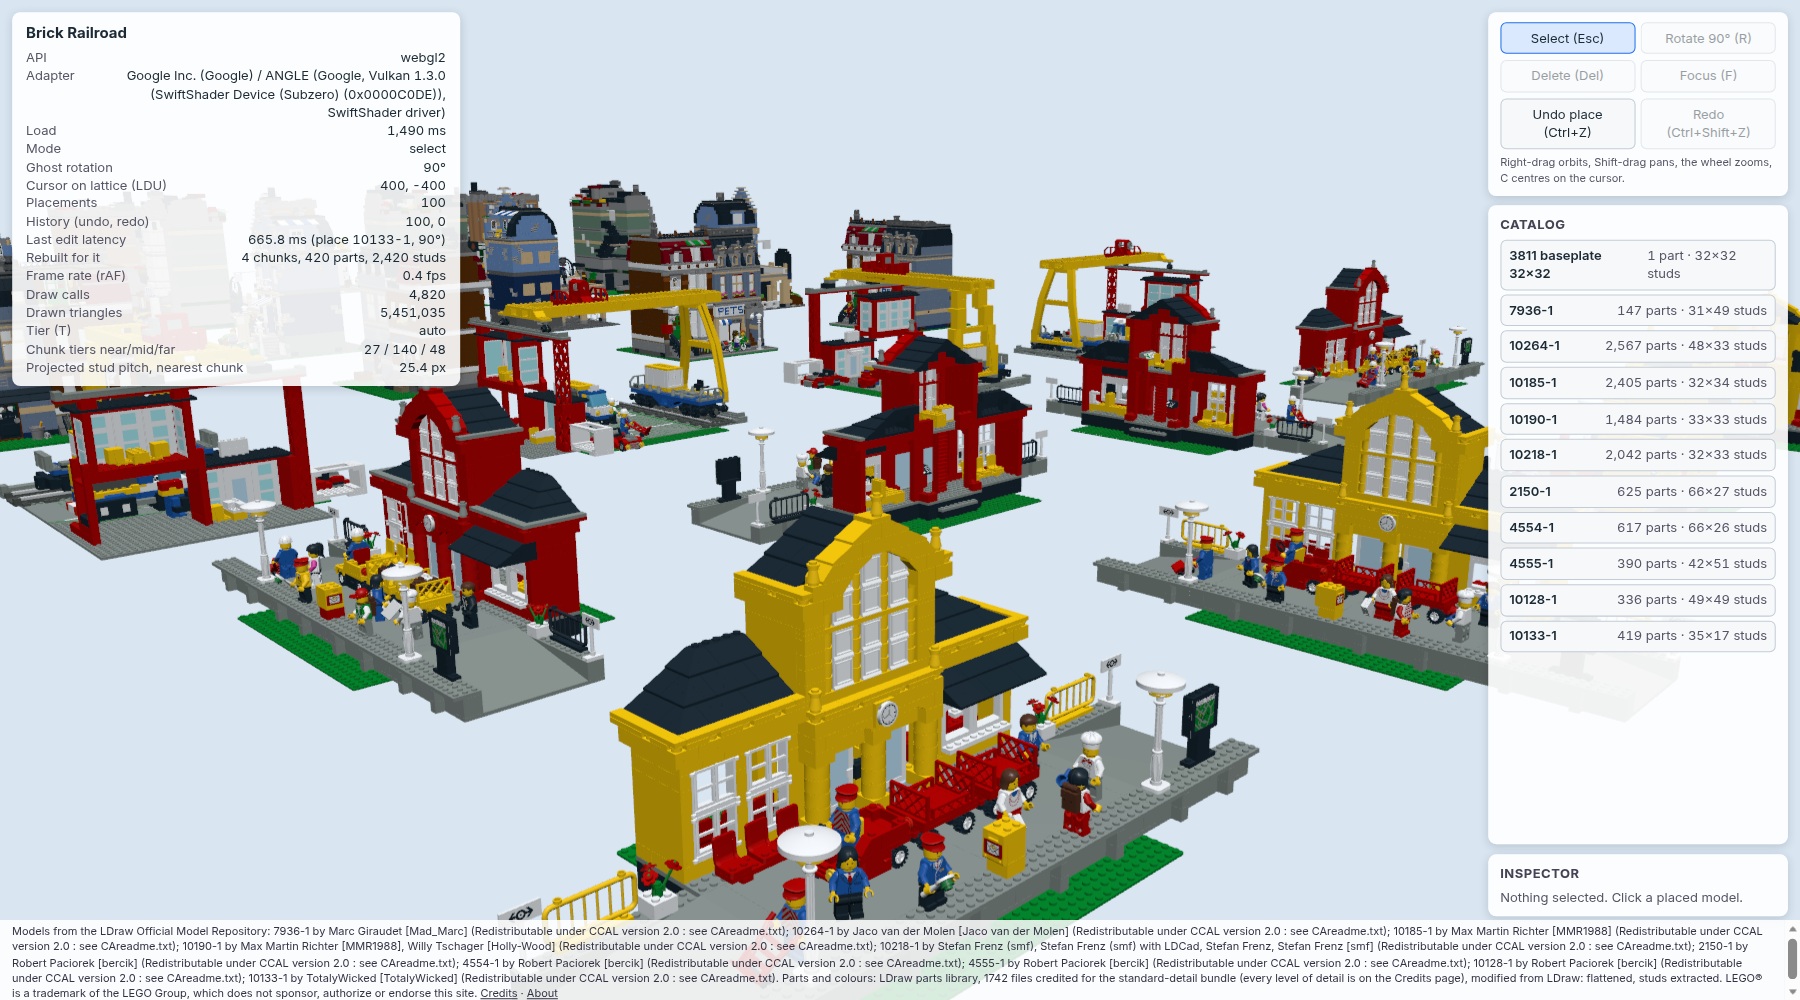 Brick Railroad
API webgl2
Adapter Google Inc. (Google) / ANGLE (Google, Vulkan 1.3.0
(SwiftShader Device (Subzero) (0x0000C0DE)),
SwiftShader driver)
Load 1,490 ms
Mode select
Ghost rotation 90°
Cursor on lattice (LDU) 400, -400
Placements 100
History (undo, redo) 100, 0
Last edit latency 665.8 ms (place 10133-1, 90°)
Rebuilt for it 4 chunks, 420 parts, 2,420 studs
Frame rate (rAF) 0.4 fps
Draw calls 4,820
Drawn triangles 5,451,035
Tier (T) auto
Chunk tiers near/mid/far 27 / 140 / 48
Projected stud pitch, nearest chunk 25.4 px
PETS
Select (Esc) Rotate 90° (R)
Delete (Del) Focus (F)
Undo place Redo
(Ctrl+Z) (Ctrl+Shift+Z)
Right-drag orbits, Shift-drag pans, the wheel zooms,
C centres on the cursor.
CATALOG
3811 baseplate 1 part · 32×32
32×32 studs
7936-1 147 parts · 31×49 studs
10264-1 2,567 parts · 48×33 studs
10185-1 2,405 parts · 32×34 studs
10190-1 1,484 parts · 33×33 studs
10218-1 2,042 parts · 32×33 studs
2150-1 625 parts · 66×27 studs
4554-1 617 parts · 66×26 studs
4555-1 390 parts · 42×51 studs
10128-1 336 parts · 49×49 studs
10133-1 419 parts · 35×17 studs
INSPECTOR
Nothing selected. Click a placed model.
Models from the LDraw Official Model Repository: 7936-1 by Marc Giraudet [Mad_Marc] (Redistributable under CCAL version 2.0 : see CAreadme.txt); 10264-1 by Jaco van der Molen [Jaco van der Molen] (Redistributable under CCAL version 2.0 : see CAreadme.txt); 10185-1 by Max Martin Richter [MMR1988] (Redistributable under CCAL
version 2.0 : see CAreadme.txt); 10190-1 by Max Martin Richter [MMR1988], Willy Tschager [Holly-Wood] (Redistributable under CCAL version 2.0 : see CAreadme.txt); 10218-1 by Stefan Frenz (smf), Stefan Frenz (smf) with LDCad, Stefan Frenz, Stefan Frenz [smf] (Redistributable under CCAL version 2.0 : see CAreadme.txt); 2150-1 by
Robert Paciorek [bercik] (Redistributable under CCAL version 2.0 : see CAreadme.txt); 4554-1 by Robert Paciorek [bercik] (Redistributable under CCAL version 2.0 : see CAreadme.txt); 4555-1 by Robert Paciorek [bercik] (Redistributable under CCAL version 2.0 : see CAreadme.txt); 10128-1 by Robert Paciorek [bercik] (Redistributable
under CCAL version 2.0 : see CAreadme.txt); 10133-1 by TotalyWicked [TotalyWicked] (Redistributable under CCAL version 2.0 : see CAreadme.txt). Parts and colours: LDraw parts library, 1742 files credited for the standard-detail bundle (every level of detail is on the Credits page), modified from LDraw: flattened, studs extracted. LEGO®
is a trademark of the LEGO Group, which does not sponsor, authorize or endorse this site. Credits · About